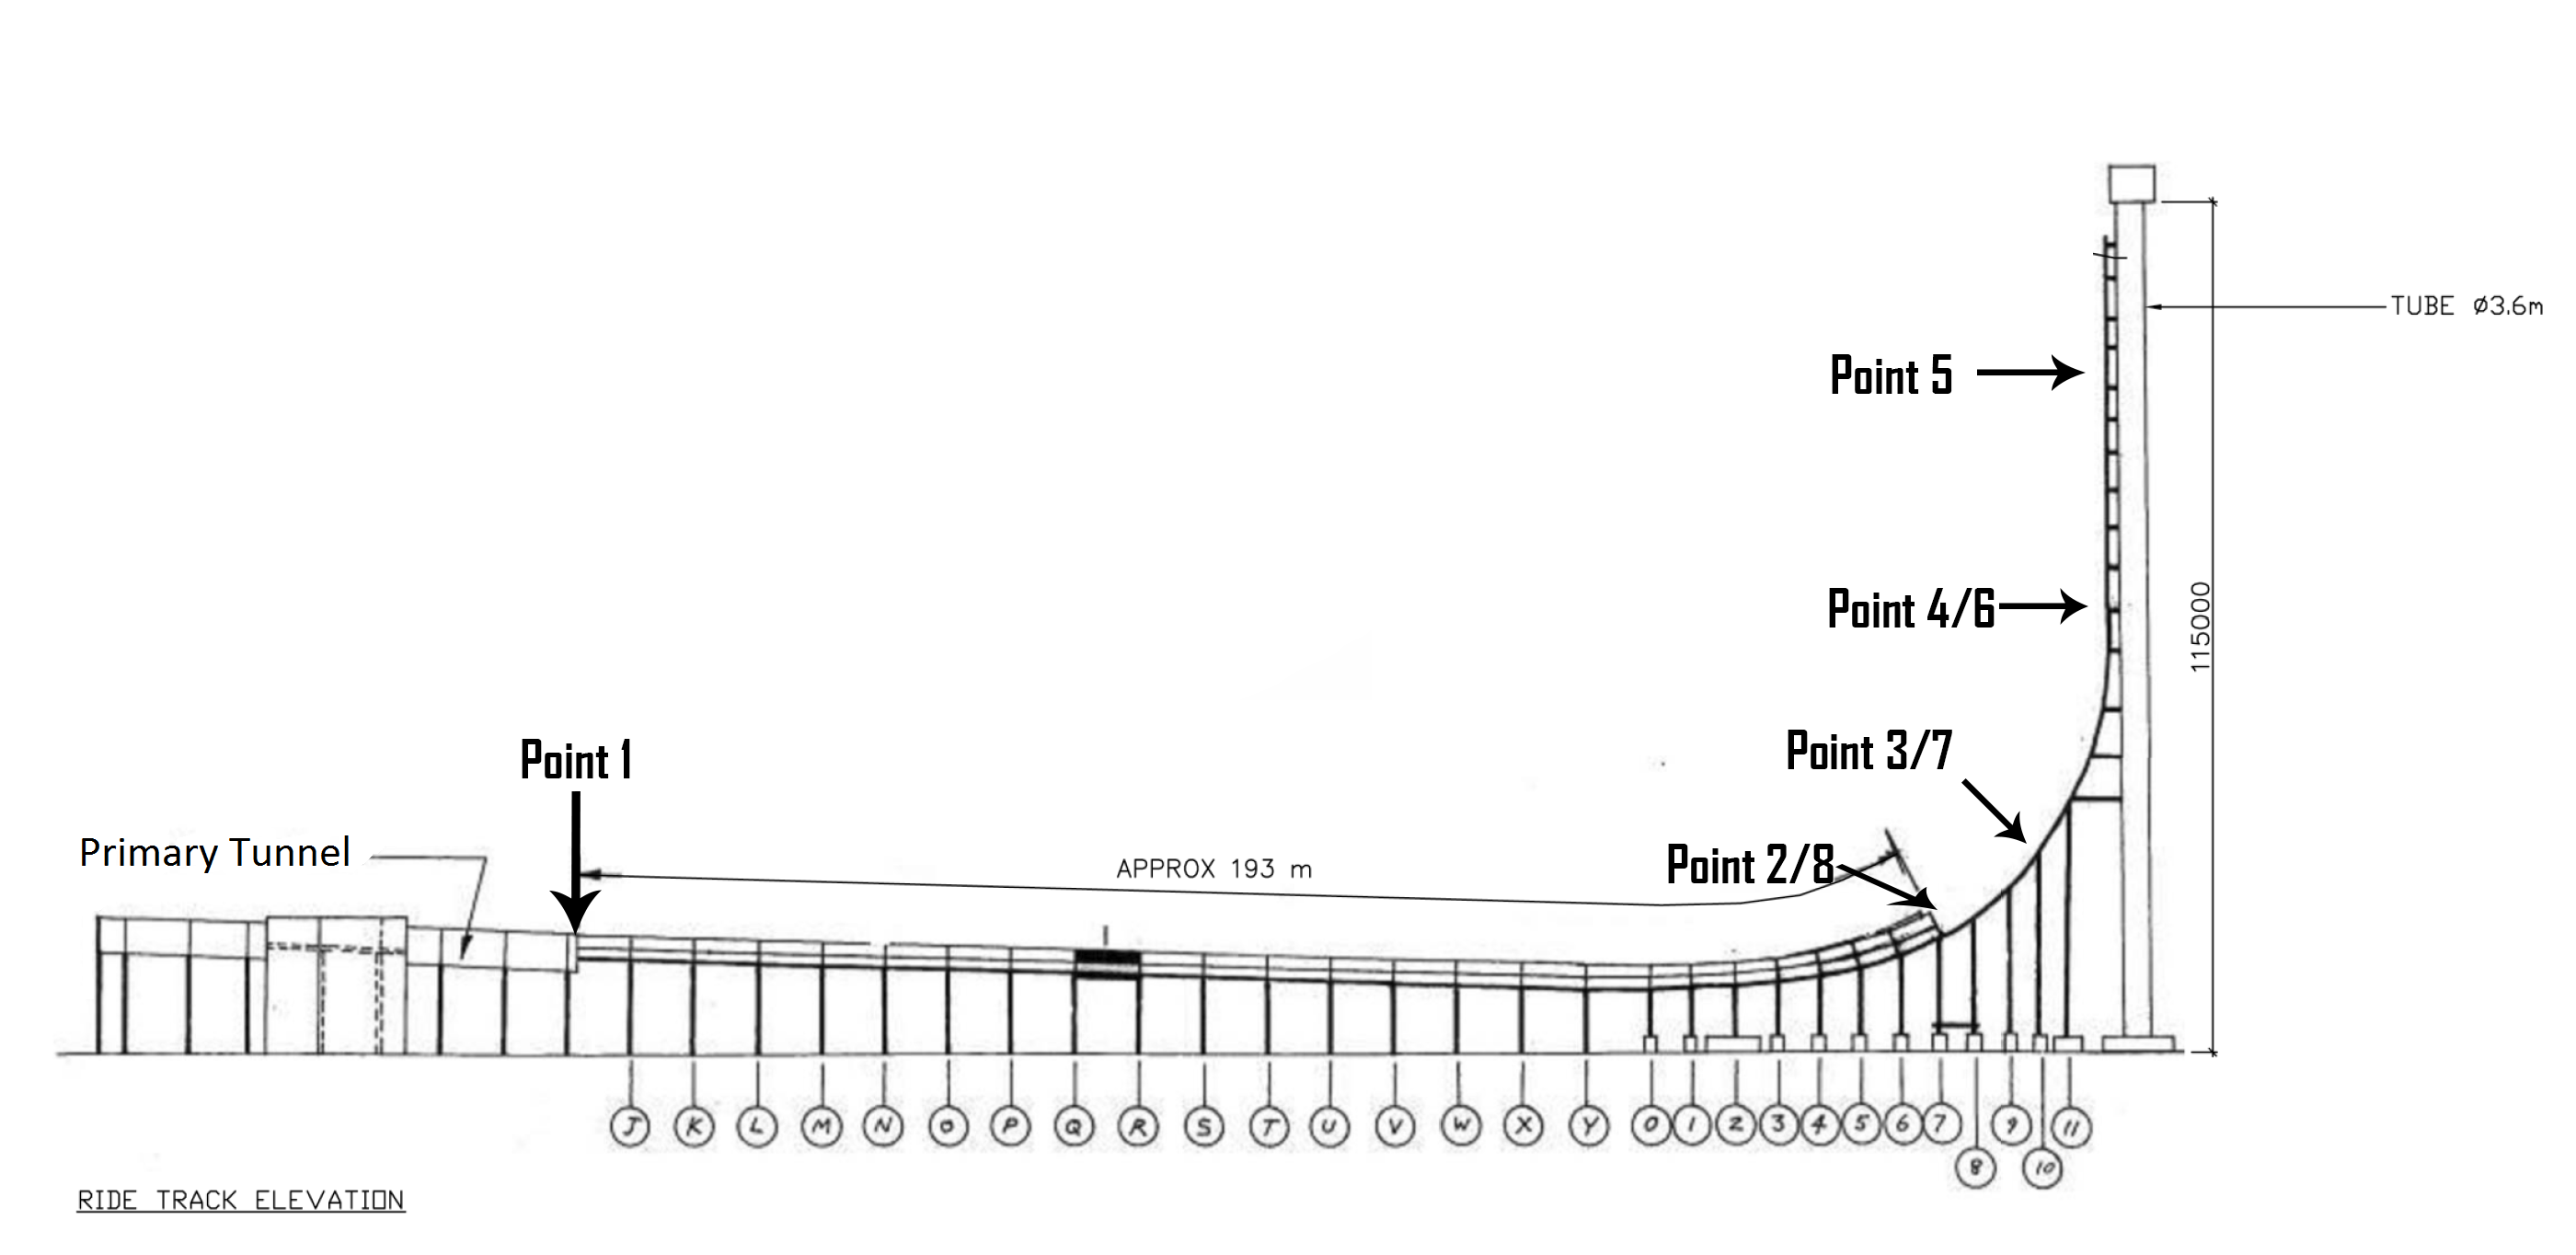 TUBE Ø3.6m
Point 5
Point 4/6
115000
Point 3/7
Point 1
Primary Tunnel
Point 2/8
APPROX 193 m
J K L M N O P Q R S T U V W X Y 0 1 2 3 4 5 6 7 9 11
8 10
RIDE TRACK ELEVATION